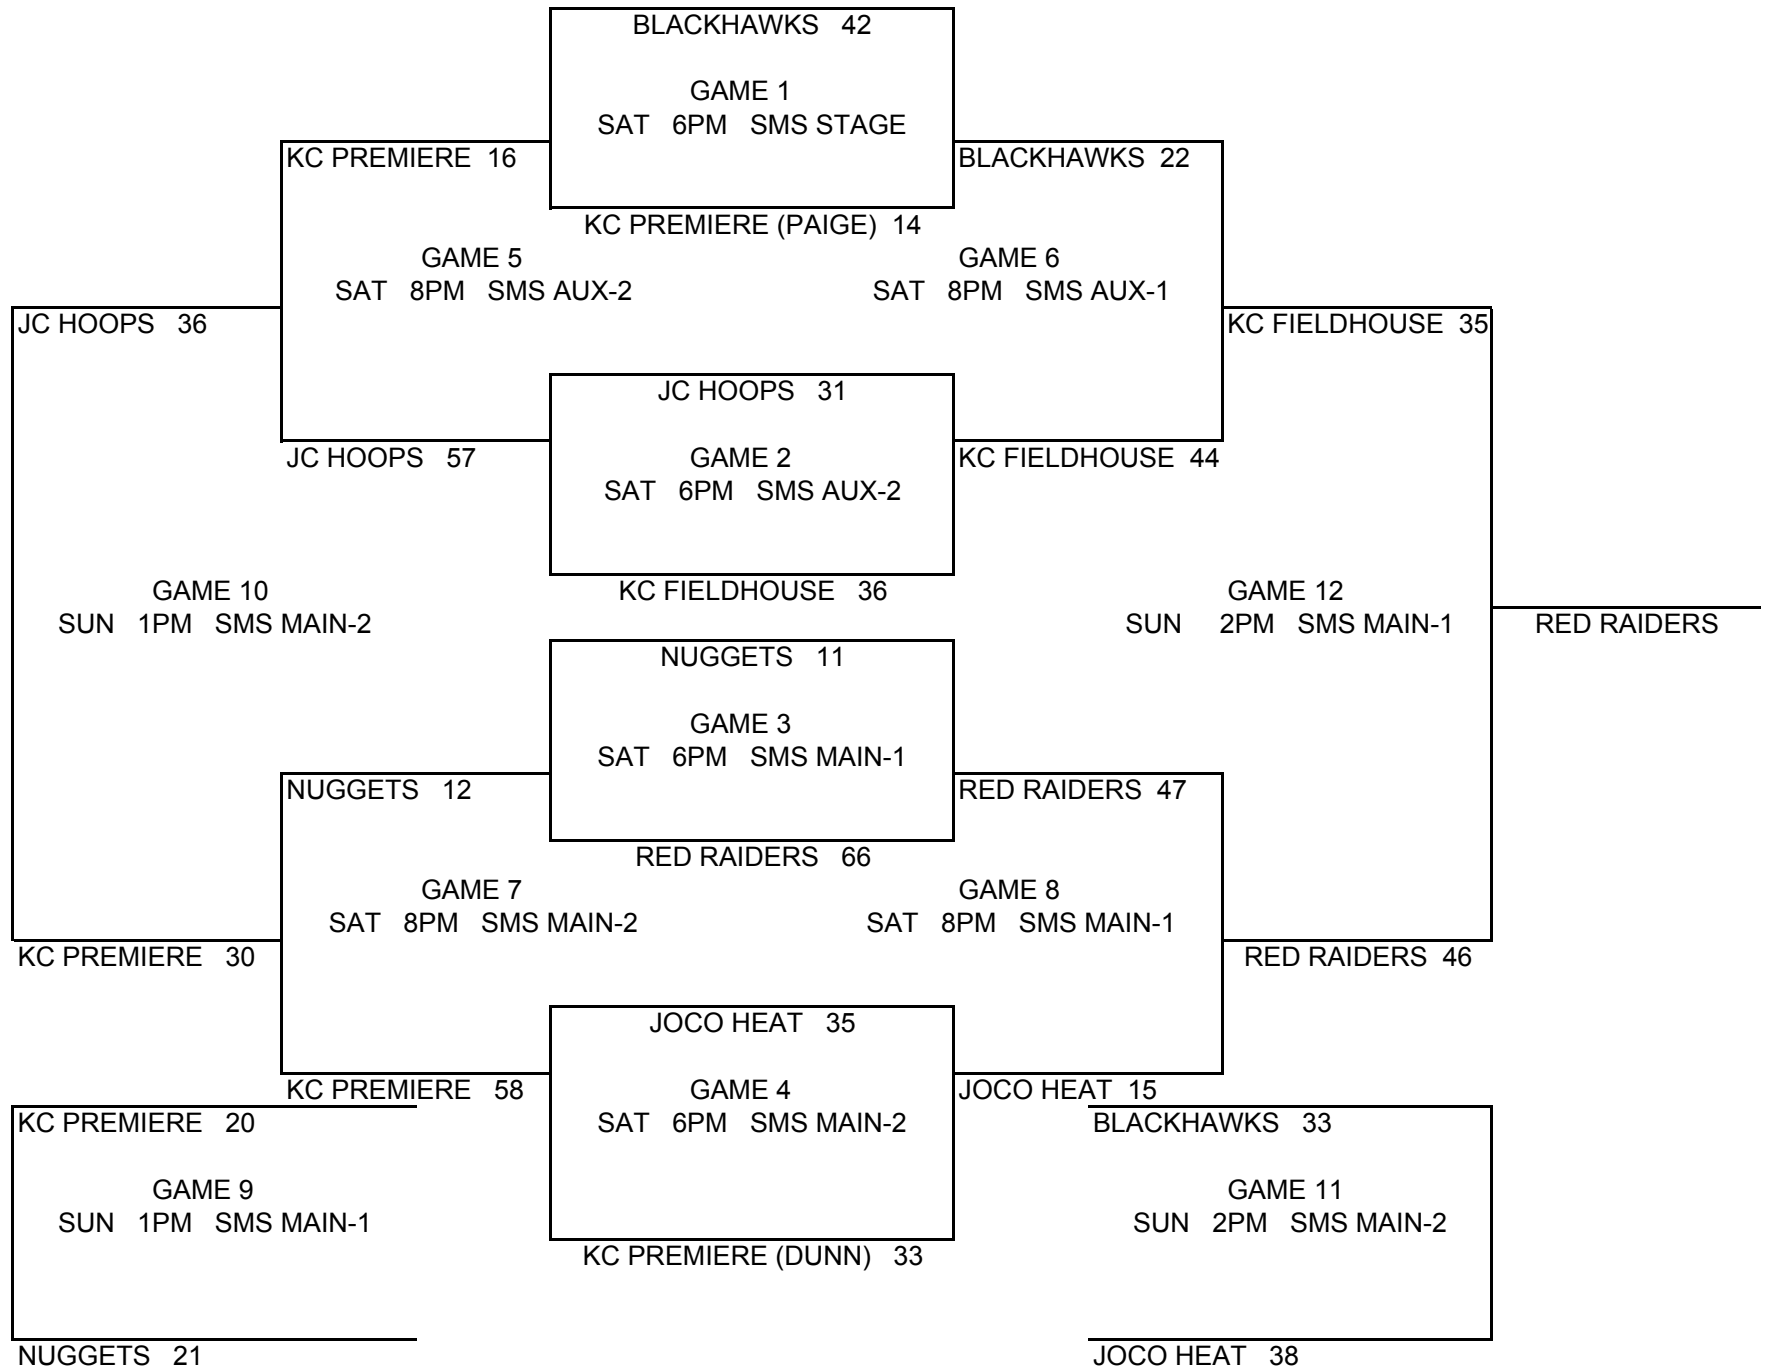 BLACKHAWKS 42
GAME 1
SAT 6PM SMS STAGE
KC PREMIERE 16
BLACKHAWKS 22
KC PREMIERE (PAIGE) 14
GAME 5
GAME 6
SAT 8PM SMS AUX-2
SAT 8PM SMS AUX-1
JC HOOPS 36
KC FIELDHOUSE 35
JC HOOPS 31
JC HOOPS 57
GAME 2
KC FIELDHOUSE 44
SAT 6PM SMS AUX-2
GAME 10
KC FIELDHOUSE 36
GAME 12
SUN 1PM SMS MAIN-2
SUN 2PM SMS MAIN-1
RED RAIDERS
NUGGETS 11
GAME 3
SAT 6PM SMS MAIN-1
NUGGETS 12
RED RAIDERS 47
RED RAIDERS 66
GAME 7
GAME 8
SAT 8PM SMS MAIN-2
SAT 8PM SMS MAIN-1
KC PREMIERE 30
RED RAIDERS 46
JOCO HEAT 35
KC PREMIERE 58
GAME 4
JOCO HEAT 15
KC PREMIERE 20
SAT 6PM SMS MAIN-2
BLACKHAWKS 33
GAME 9
GAME 11
SUN 1PM SMS MAIN-1
SUN 2PM SMS MAIN-2
KC PREMIERE (DUNN) 33
NUGGETS 21
JOCO HEAT 38